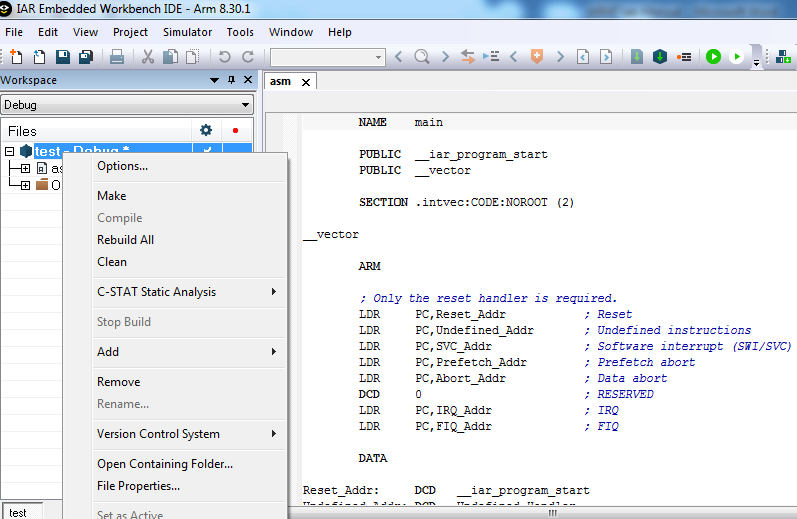 IAR Embedded Workbench IDE - Arm 8.30.1
File Edit View Project Simulator Tools Window Help
Workspace
asm
Debug
Files
test - Debug *
as
O
Options...
Make
Compile
Rebuild All
Clean
C-STAT Static Analysis
Stop Build
Add
Remove
Rename...
Version Control System
Open Containing Folder...
File Properties...
Set as Active
test
NAME main
PUBLIC __iar_program_start
PUBLIC __vector
SECTION .intvec:CODE:NOROOT (2)
__vector
ARM
; Only the reset handler is required.
LDR PC,Reset_Addr ; Reset
LDR PC,Undefined_Addr ; Undefined instructions
LDR PC,SVC_Addr ; Software interrupt (SWI/SVC)
LDR PC,Prefetch_Addr ; Prefetch abort
LDR PC,Abort_Addr ; Data abort
DCD 0 ; RESERVED
LDR PC,IRQ_Addr ; IRQ
LDR PC,FIQ_Addr ; FIQ
DATA
Reset_Addr: DCD __iar_program_start
Undefined_Addr: DCD Undefined_Handler